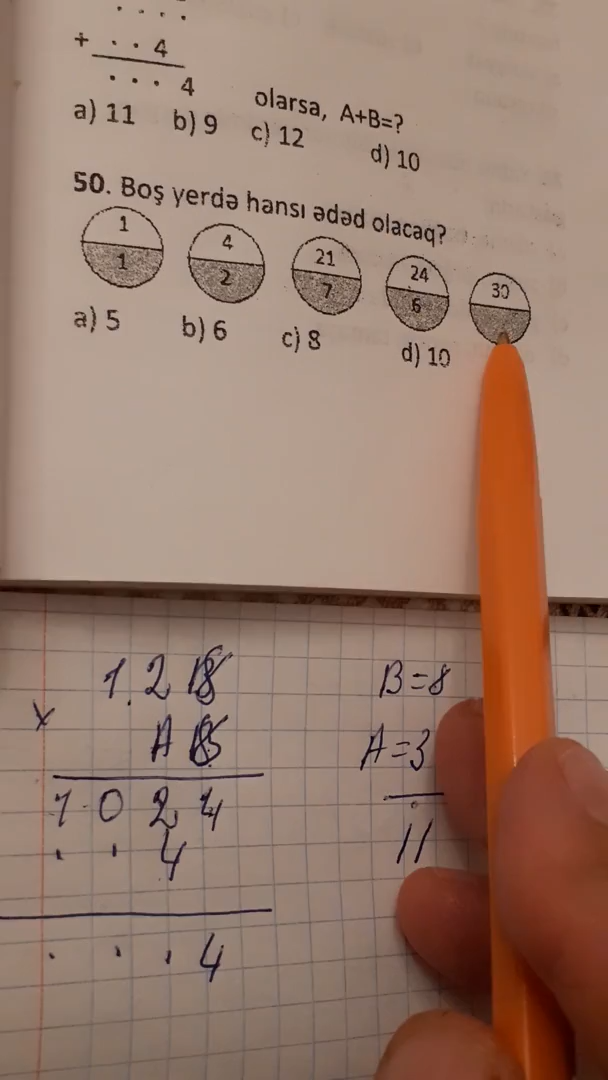 . . . .
+ . . 4
. . . 4
olarsa, A+B=?
a) 11 b) 9 c) 12 d) 10
50. Boş yerdə hansı ədəd olacaq?
1 4 21 24 30
1 2 7 6
a) 5 b) 6 c) 8 d) 10
1.2
x A
1 0 2 4
. . 4
. . . 4
B=8
A=3
11